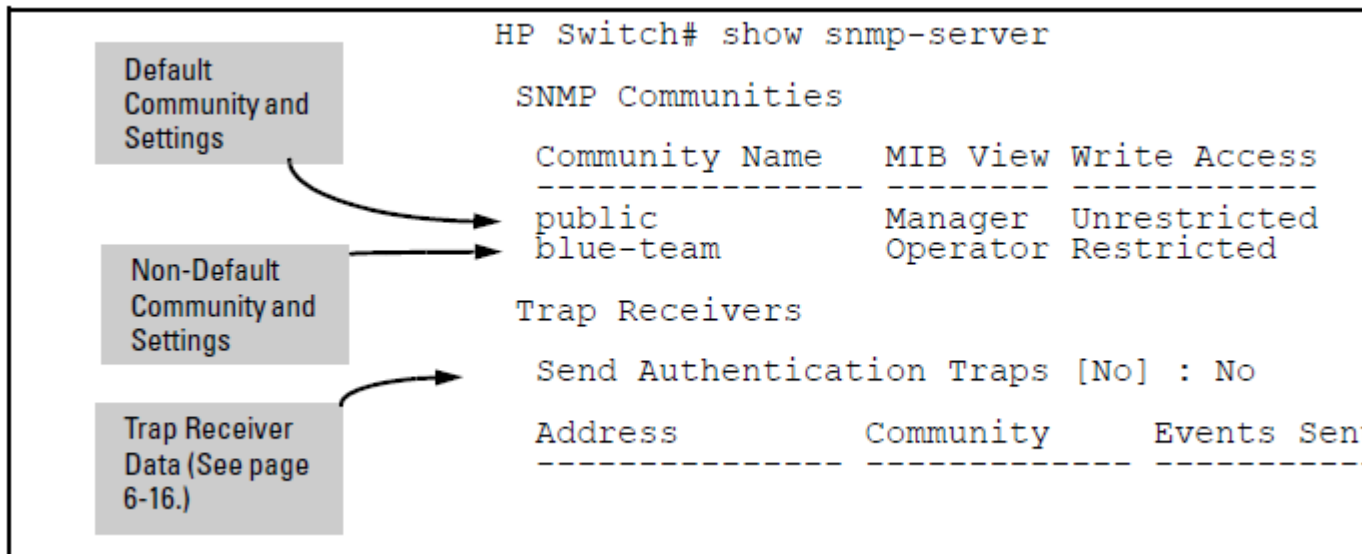 HP Switch# show snmp-server
Default
Community and
Settings
SNMP Communities
Community Name MIB View Write Access
---------------- -------- ------------
public Manager Unrestricted
blue-team Operator Restricted
Non-Default
Community and
Settings
Trap Receivers
Send Authentication Traps [No] : No
Trap Receiver
Data (See page
6-16.)
Address Community Events Sen
--------------- ------------- -----------